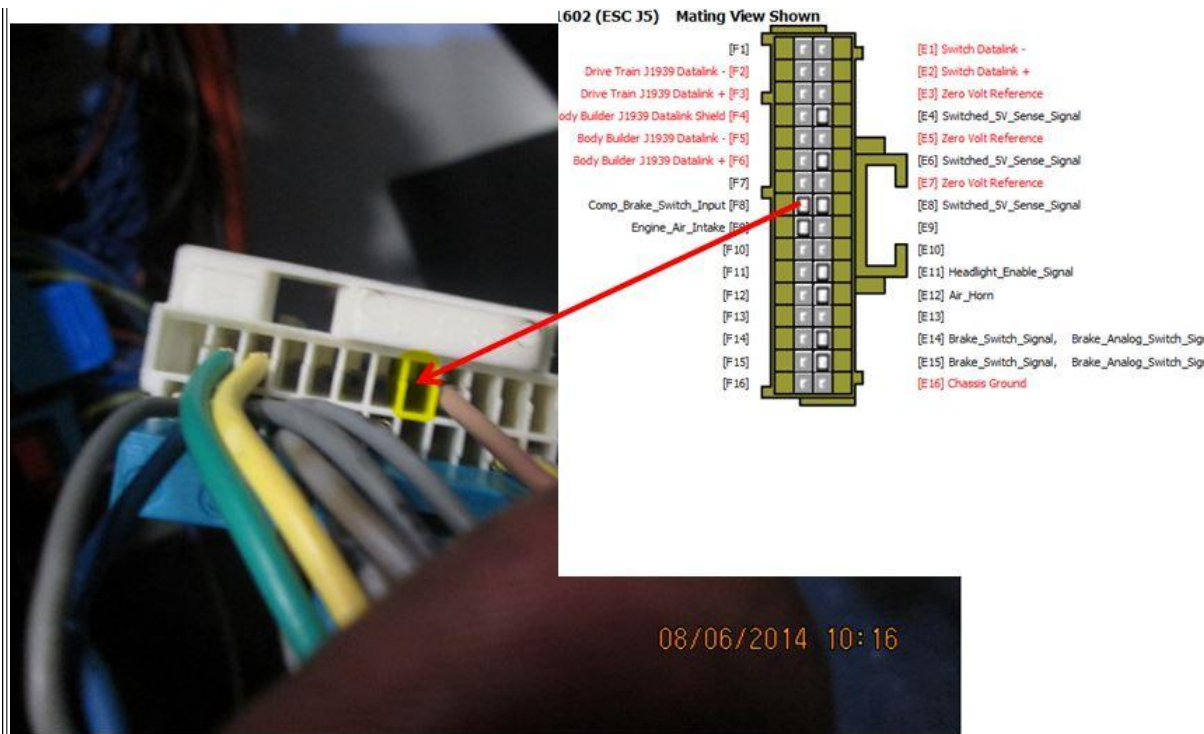 1602 (ESC J5) Mating View Shown
[F1] [E1] Switch Datalink -
Drive Train J1939 Datalink - [F2] [E2] Switch Datalink +
Drive Train J1939 Datalink + [F3] [E3] Zero Volt Reference
ody Builder J1939 Datalink Shield [F4] [E4] Switched_5V_Sense_Signal
Body Builder J1939 Datalink - [F5] [E5] Zero Volt Reference
Body Builder J1939 Datalink + [F6] [E6] Switched_5V_Sense_Signal
[F7] [E7] Zero Volt Reference
Comp_Brake_Switch_Input [F8] [E8] Switched_5V_Sense_Signal
Engine_Air_Intake [F9] [E9]
[F10] [E10]
[F11] [E11] Headlight_Enable_Signal
[F12] [E12] Air_Horn
[F13] [E13]
[F14] [E14] Brake_Switch_Signal, Brake_Analog_Switch_Sig
[F15] [E15] Brake_Switch_Signal, Brake_Analog_Switch_Sig
[F16] [E16] Chassis Ground
08/06/2014 10:16